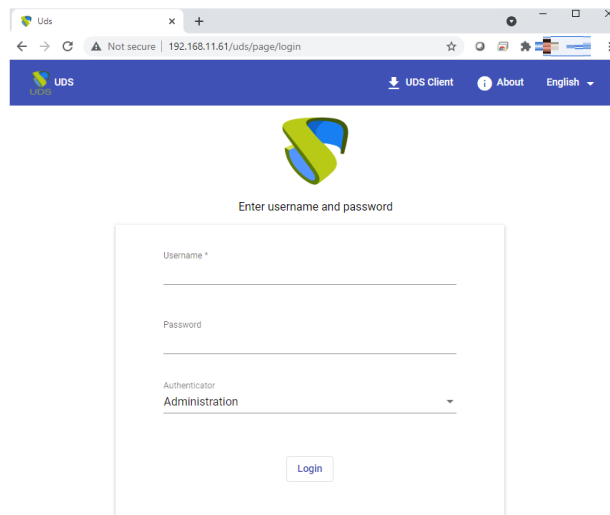 Uds
Not secure | 192.168.11.61/uds/page/login
UDS
UDS
UDS Client
About
English
Enter username and password
Username *
Password
Authenticator
Administration
Login